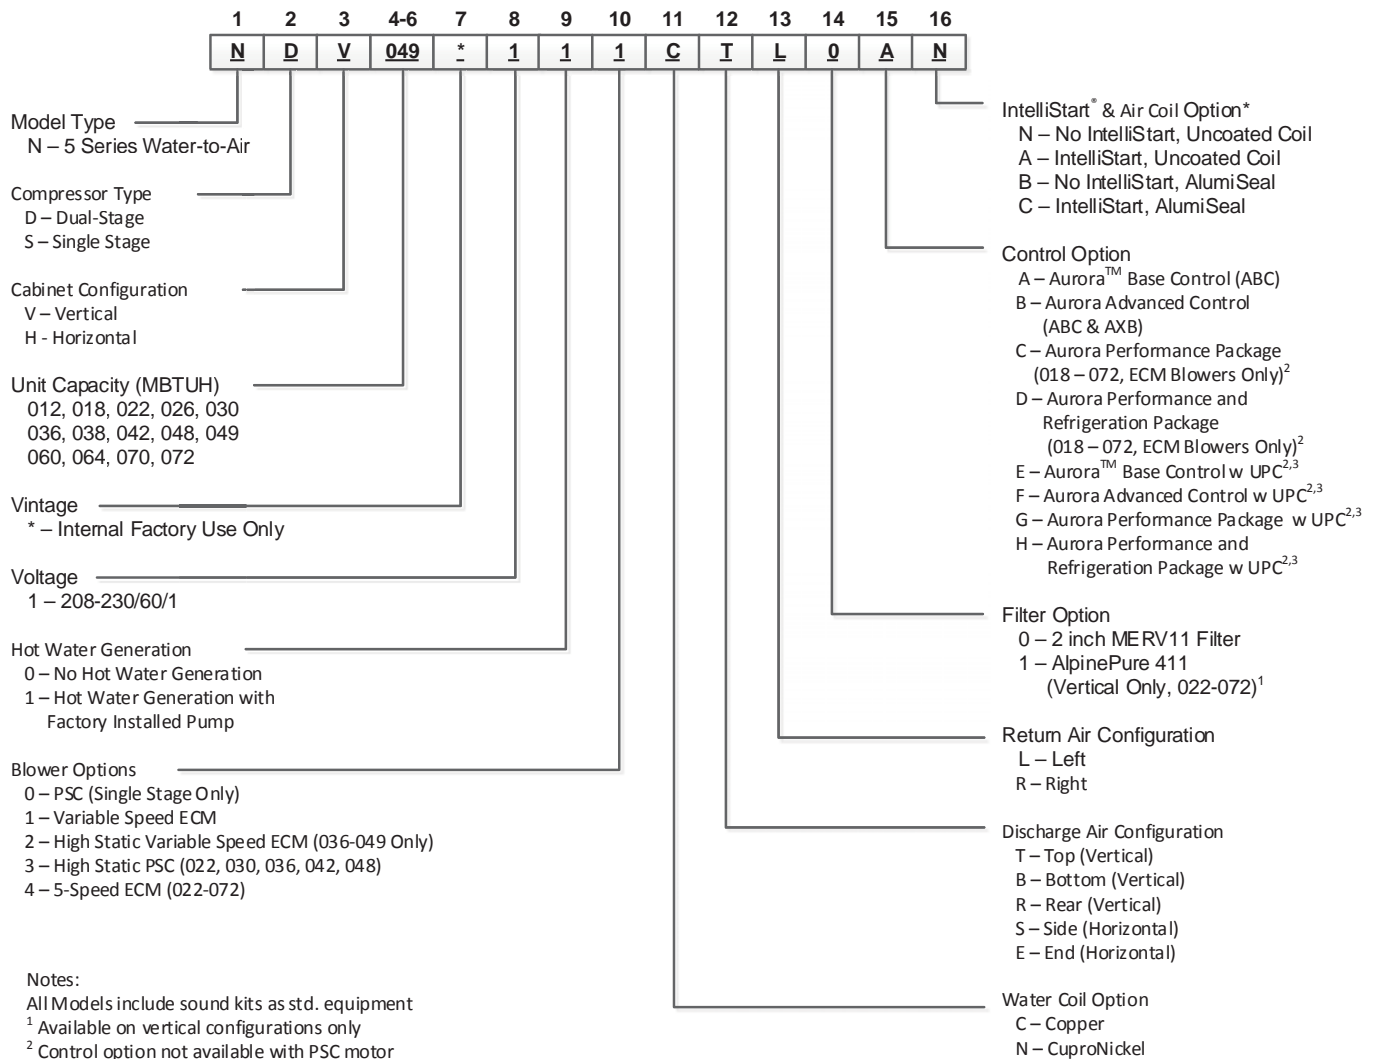 1 2 3 4-6 7 8 9 10 11 12 13 14 15 16
N D V 049 * 1 1 1 C T L 0 A N
Model Type
N – 5 Series Water-to-Air
Compressor Type
D – Dual-Stage
S – Single Stage
Cabinet Configuration
V – Vertical
H - Horizontal
Unit Capacity (MBTUH)
012, 018, 022, 026, 030
036, 038, 042, 048, 049
060, 064, 070, 072
Vintage
* – Internal Factory Use Only
Voltage
1 – 208-230/60/1
Hot Water Generation
0 – No Hot Water Generation
1 – Hot Water Generation with
Factory Installed Pump
Blower Options
0 – PSC (Single Stage Only)
1 – Variable Speed ECM
2 – High Static Variable Speed ECM (036-049 Only)
3 – High Static PSC (022, 030, 036, 042, 048)
4 – 5-Speed ECM (022-072)
Notes:
All Models include sound kits as std. equipment
1 Available on vertical configurations only
2 Control option not available with PSC motor
IntelliStart® & Air Coil Option*
N – No IntelliStart, Uncoated Coil
A – IntelliStart, Uncoated Coil
B – No IntelliStart, AlumiSeal
C – IntelliStart, AlumiSeal
Control Option
A – Aurora™ Base Control (ABC)
B – Aurora Advanced Control
(ABC & AXB)
C – Aurora Performance Package
(018 – 072, ECM Blowers Only)2
D – Aurora Performance and
Refrigeration Package
(018 – 072, ECM Blowers Only)2
E – Aurora™ Base Control w UPC2,3
F – Aurora Advanced Control w UPC2,3
G – Aurora Performance Package w UPC2,3
H – Aurora Performance and
Refrigeration Package w UPC2,3
Filter Option
0 – 2 inch MERV11 Filter
1 – AlpinePure 411
(Vertical Only, 022-072)1
Return Air Configuration
L – Left
R – Right
Discharge Air Configuration
T – Top (Vertical)
B – Bottom (Vertical)
R – Rear (Vertical)
S – Side (Horizontal)
E – End (Horizontal)
Water Coil Option
C – Copper
N – CuproNickel